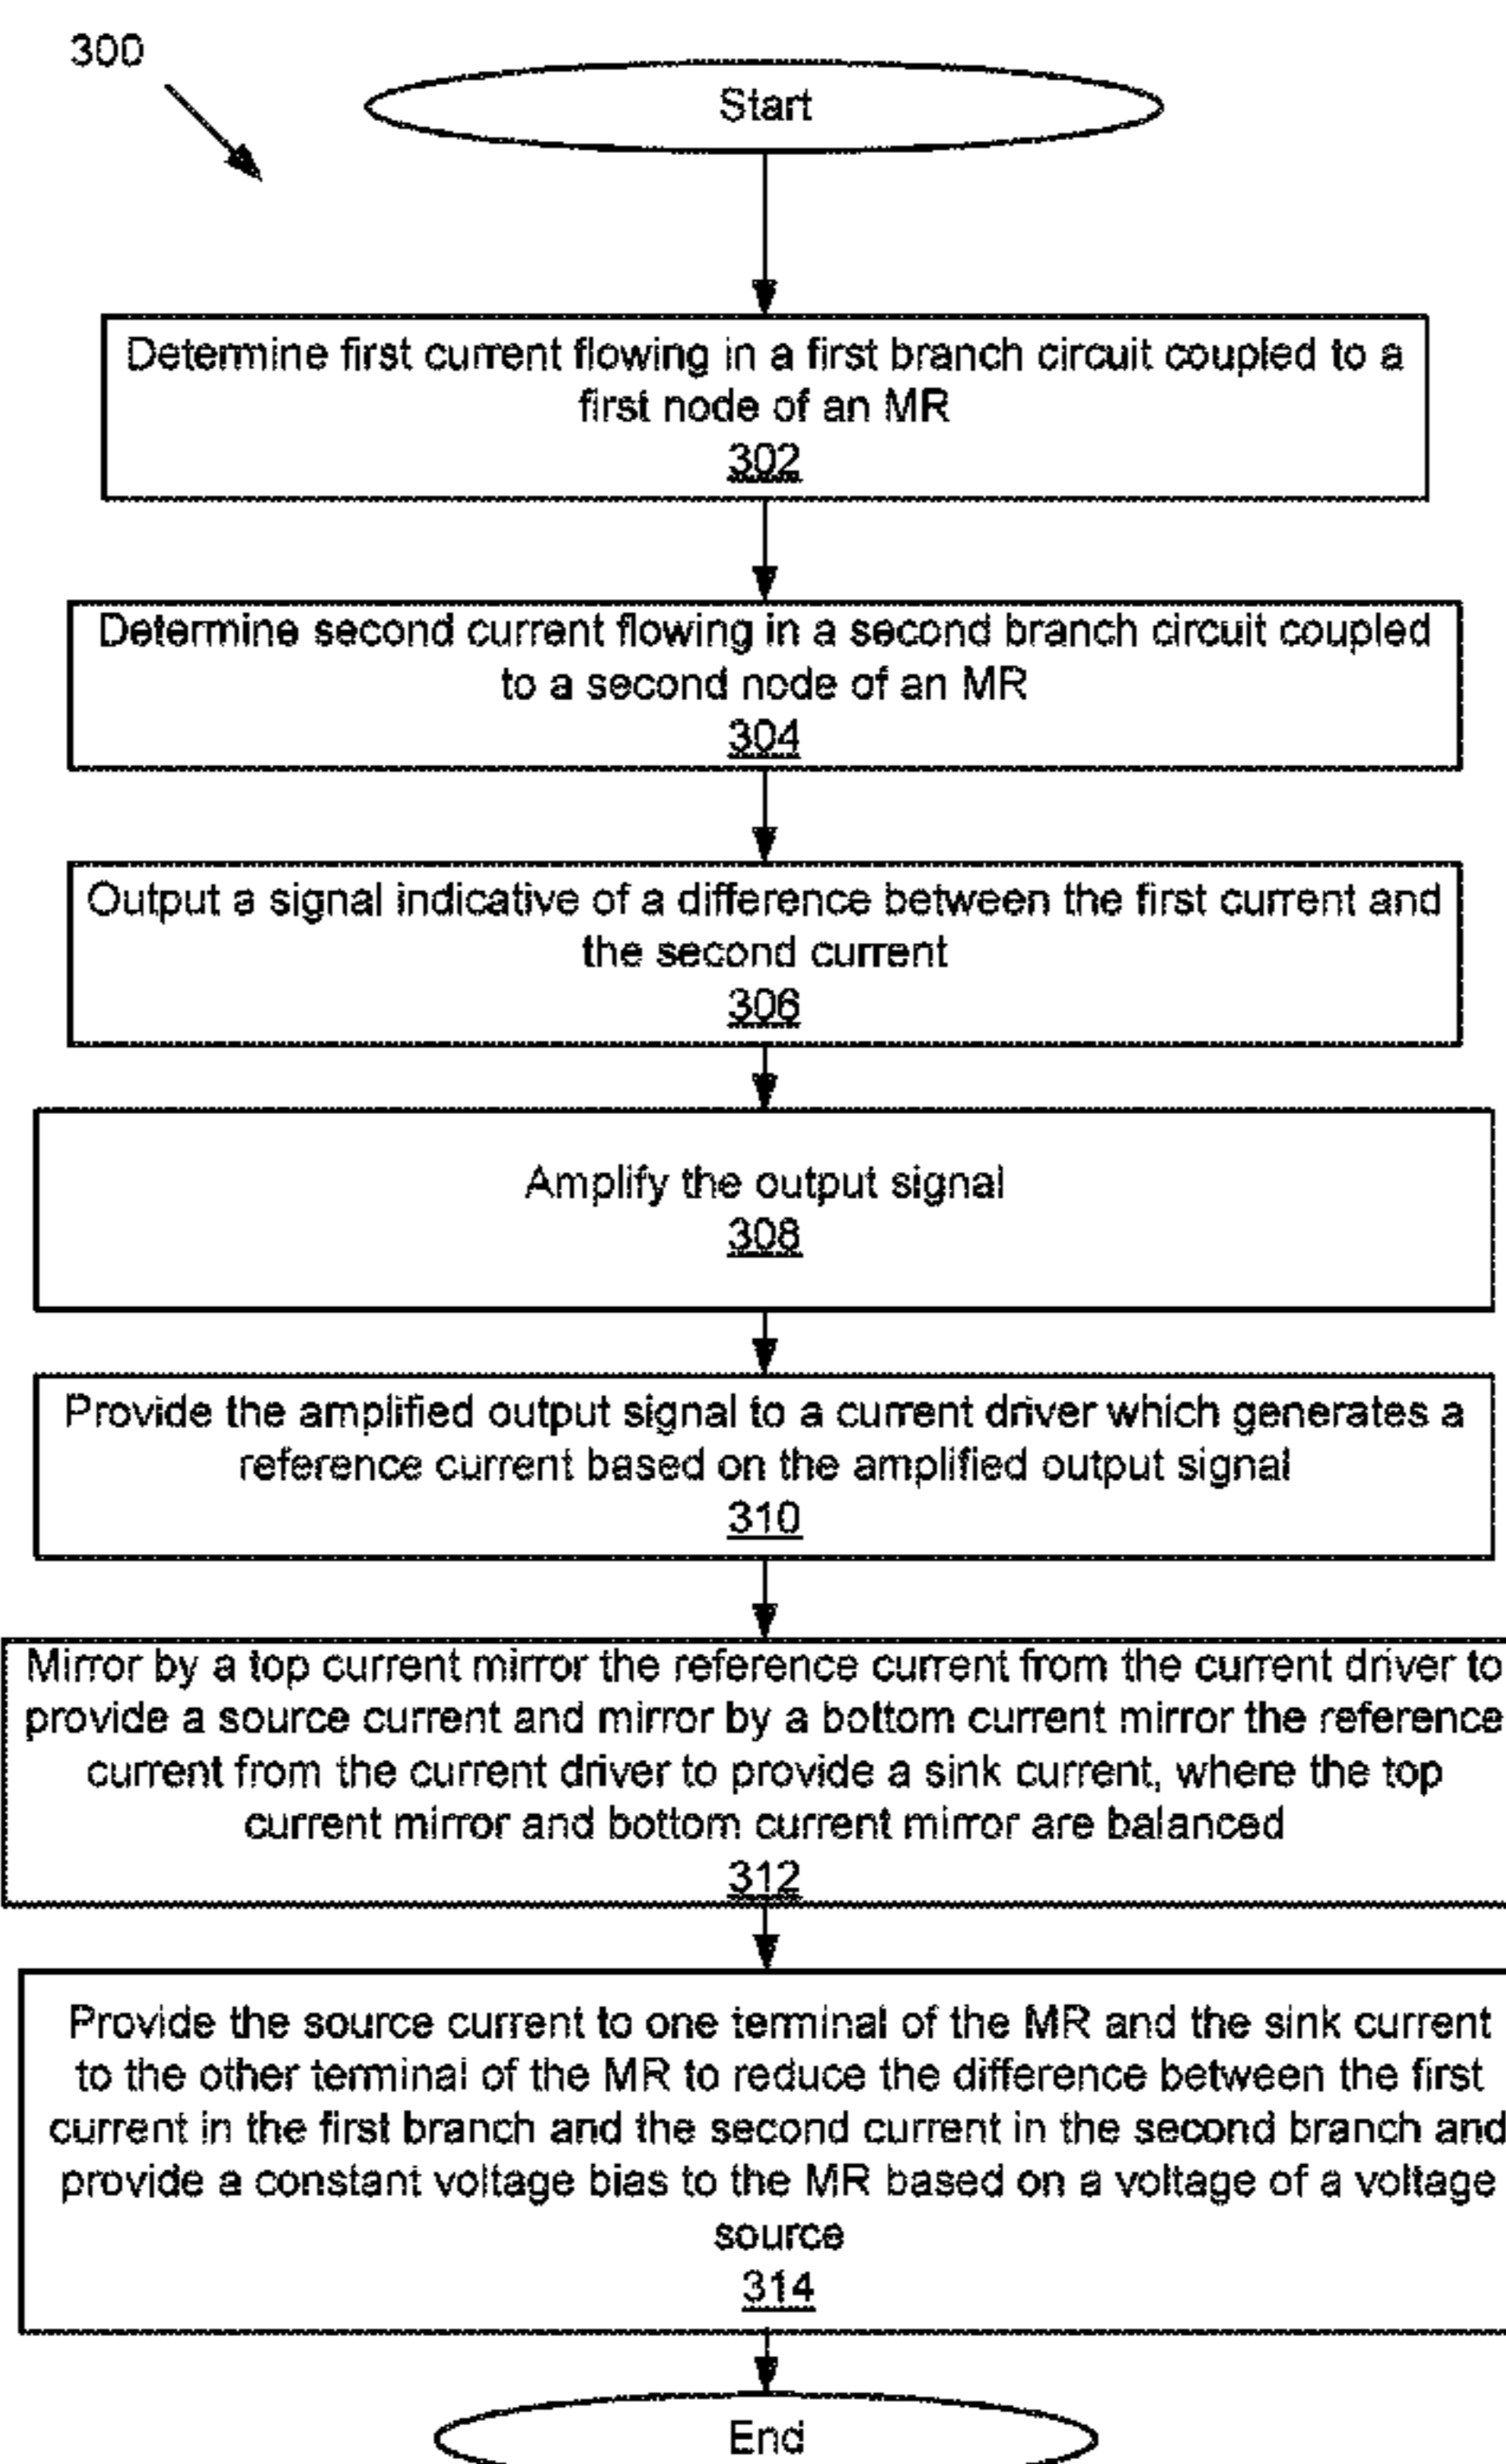 300
Start
Determine first current flowing in a first branch circuit coupled to a
first node of an MR
302
Determine second current flowing in a second branch circuit coupled
to a second node of an MR
304
Output a signal indicative of a difference between the first current and
the second current
306
Amplify the output signal
308
Provide the amplified output signal to a current driver which generates a
reference current based on the amplified output signal
310
Mirror by a top current mirror the reference current from the current driver to
provide a source current and mirror by a bottom current mirror the reference
current from the current driver to provide a sink current, where the top
current mirror and bottom current mirror are balanced
312
Provide the source current to one terminal of the MR and the sink current
to the other terminal of the MR to reduce the difference between the first
current in the first branch and the second current in the second branch and
provide a constant voltage bias to the MR based on a voltage of a voltage
source
314
End